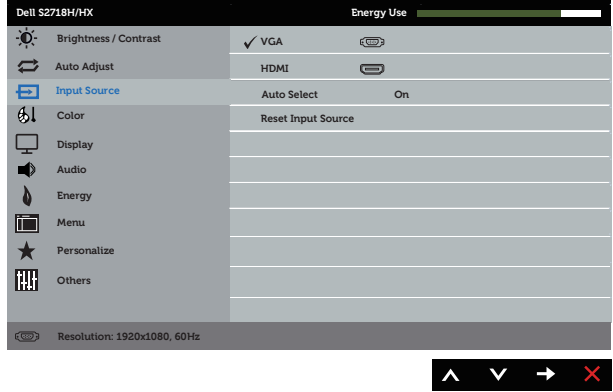 Dell S2718H/HX Energy Use
Brightness / Contrast
Auto Adjust
Input Source
Color
Display
Audio
Energy
Menu
Personalize
Others
VGA
HDMI
Auto Select On
Reset Input Source
Resolution: 1920x1080, 60Hz